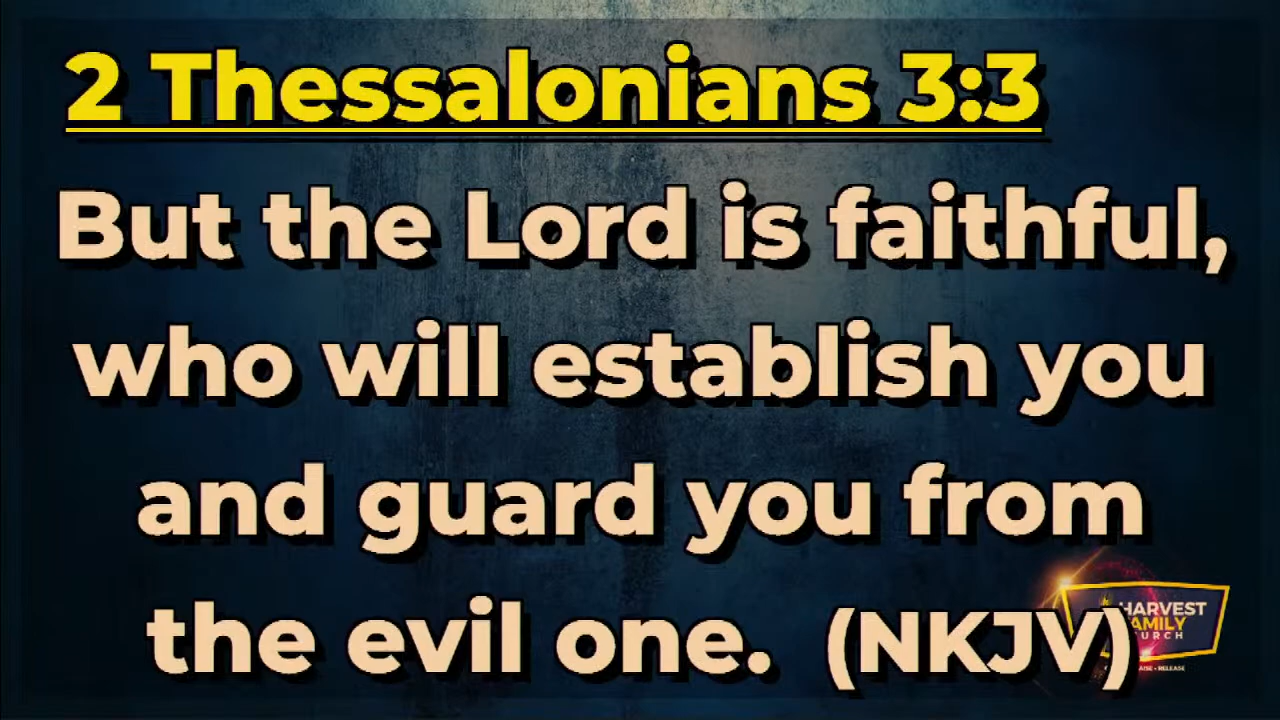 2 Thessalonians 3:3
But the Lord is faithful,
who will establish you
and guard you from
the evil one. (NKJV)
HARVEST
FAMILY
RELEASE